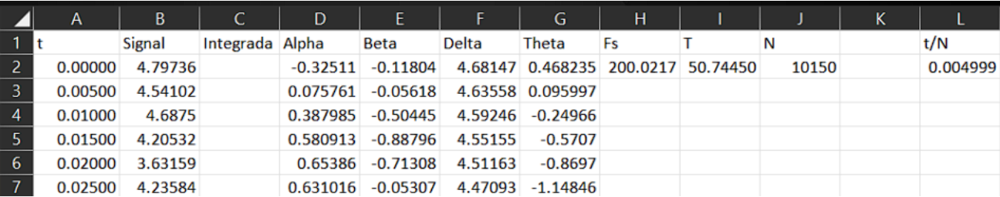 A B C D E F G H I J K L
1 t Signal Integrada Alpha Beta Delta Theta Fs T N t/N
2 0.00000 4.79736 -0.32511 -0.11804 4.68147 0.468235 200.0217 50.74450 10150 0.004999
3 0.00500 4.54102 0.075761 -0.05618 4.63558 0.095997
4 0.01000 4.6875 0.387985 -0.50445 4.59246 -0.24966
5 0.01500 4.20532 0.580913 -0.88796 4.55155 -0.5707
6 0.02000 3.63159 0.65386 -0.71308 4.51163 -0.8697
7 0.02500 4.23584 0.631016 -0.05307 4.47093 -1.14846